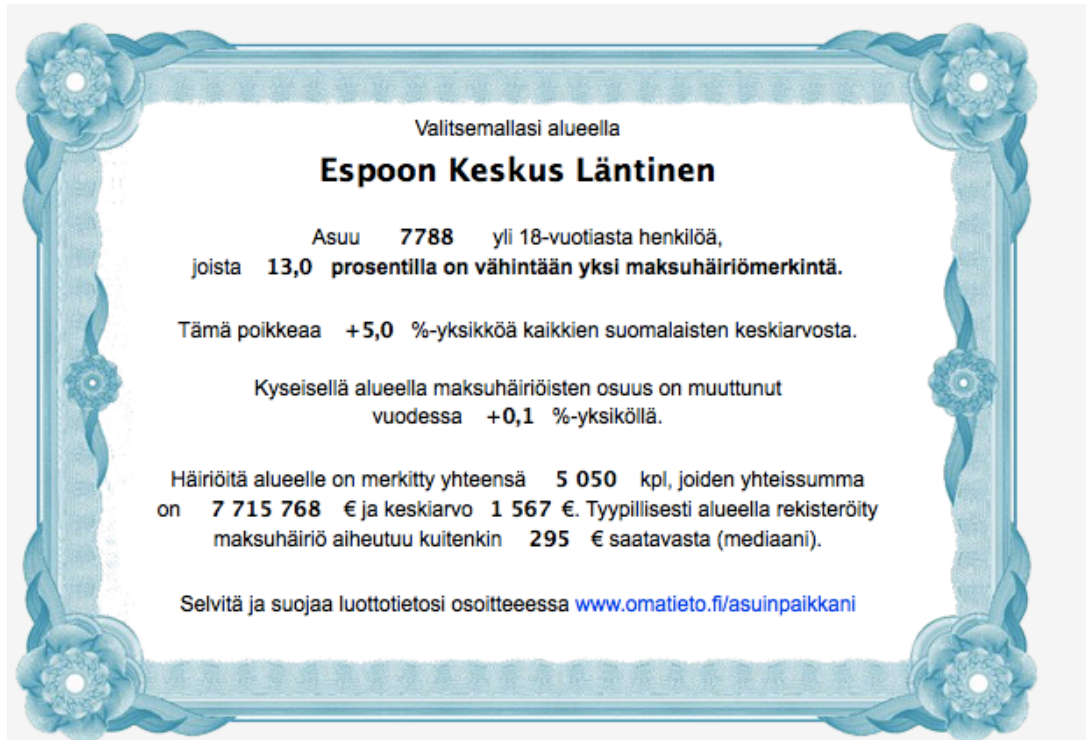 Valitsemallasi alueella
Espoon Keskus Läntinen
Asuu 7788 yli 18-vuotiasta henkilöä,
joista 13,0 prosentilla on vähintään yksi maksuhäiriömerkintä.
Tämä poikkeaa +5,0 %-yksikköä kaikkien suomalaisten keskiarvosta.
Kyseisellä alueella maksuhäiriöisten osuus on muuttunut
vuodessa +0,1 %-yksiköllä.
Häiriöitä alueelle on merkitty yhteensä 5 050 kpl, joiden yhteissumma
on 7 715 768 € ja keskiarvo 1 567 €. Tyypillisesti alueella rekisteröity
maksuhäiriö aiheutuu kuitenkin 295 € saatavasta (mediaani).
Selvitä ja suojaa luottotietosi osoitteeessa www.omatieto.fi/asuinpaikkani